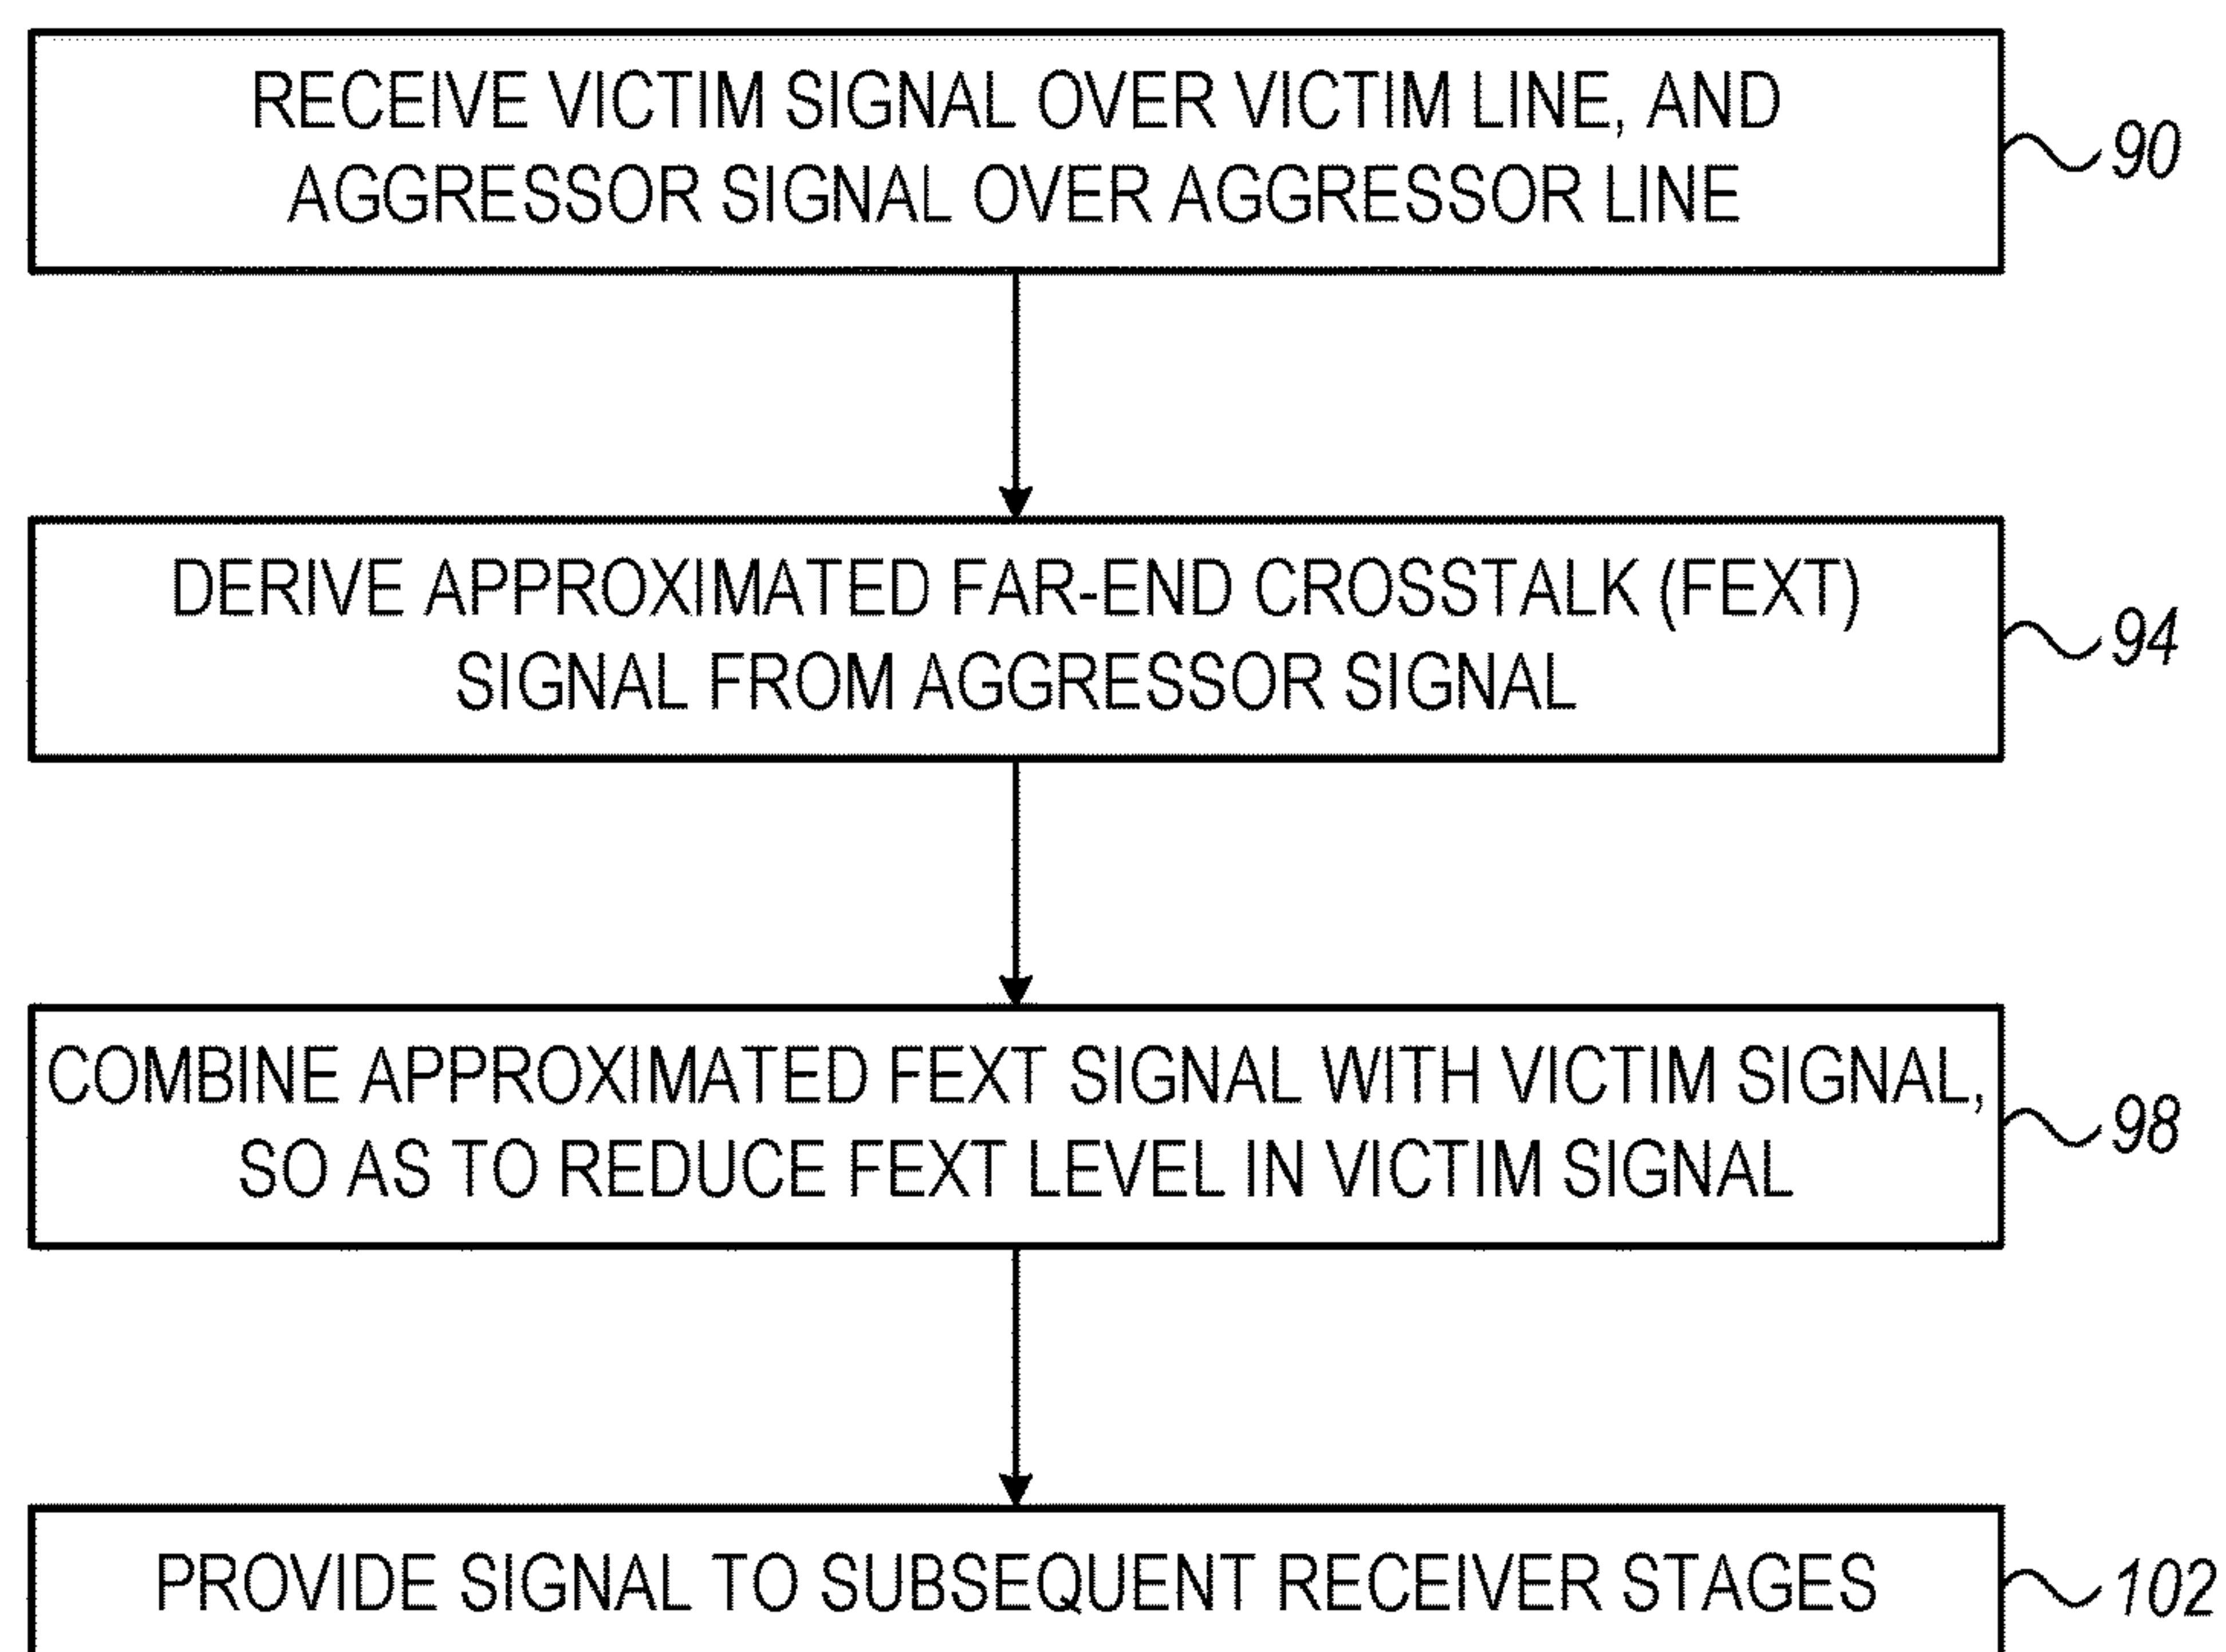 RECEIVE VICTIM SIGNAL OVER VICTIM LINE, AND
AGGRESSOR SIGNAL OVER AGGRESSOR LINE
90
DERIVE APPROXIMATED FAR-END CROSSTALK (FEXT)
SIGNAL FROM AGGRESSOR SIGNAL
94
COMBINE APPROXIMATED FEXT SIGNAL WITH VICTIM SIGNAL,
SO AS TO REDUCE FEXT LEVEL IN VICTIM SIGNAL
98
PROVIDE SIGNAL TO SUBSEQUENT RECEIVER STAGES
102